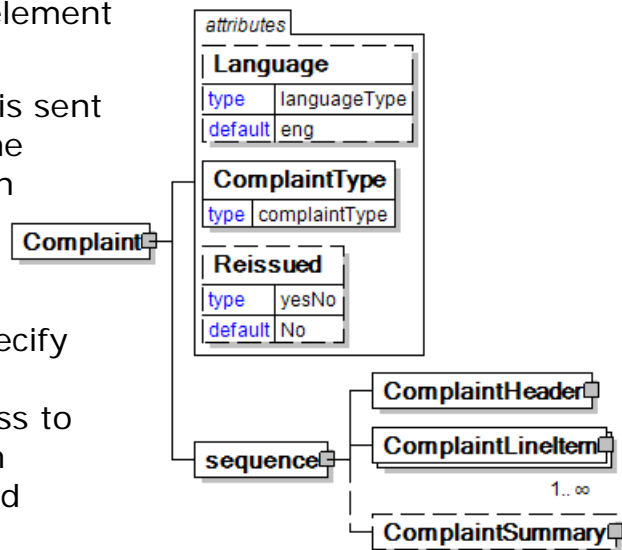 element
is sent
ne
n
ecify
ss to
n
d
attributes
Language
type languageType
default eng
ComplaintType
type complaintType
Reissued
type yesNo
default No
Complaint
sequence
ComplaintHeader
ComplaintLineItem
1.. ∞
ComplaintSummary